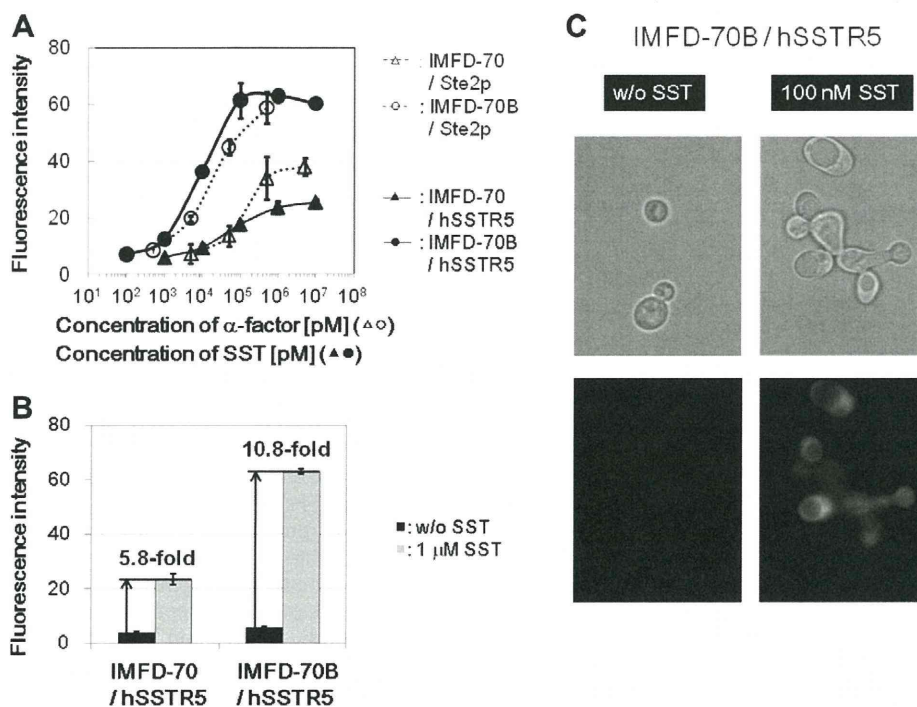 A
Fluorescence intensity
80
60
40
20
0
10¹ 10² 10³ 10⁴ 10⁵ 10⁶ 10⁷ 10⁸
Concentration of α-factor [pM] (△○)
Concentration of SST [pM] (▲●)
△ : IMFD-70
/ Ste2p
○ : IMFD-70B
/ Ste2p
▲ : IMFD-70
/ hSSTR5
● : IMFD-70B
/ hSSTR5
B
Fluorescence intensity
80
60
40
20
0
5.8-fold
10.8-fold
IMFD-70
/ hSSTR5
IMFD-70B
/ hSSTR5
■: w/o SST
: 1 μM SST
C
IMFD-70B / hSSTR5
w/o SST
100 nM SST